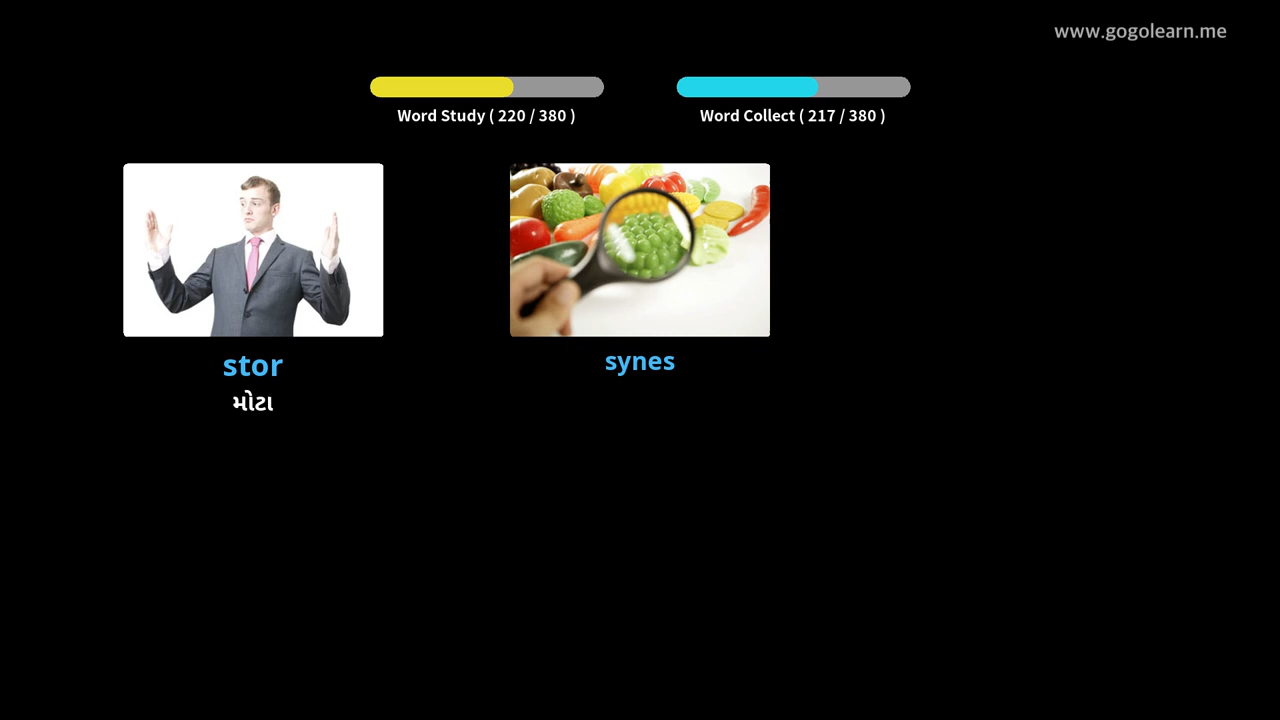 www.gogolearn.me
Word Study ( 220 / 380 )
Word Collect ( 217 / 380 )
stor
મોટા
synes